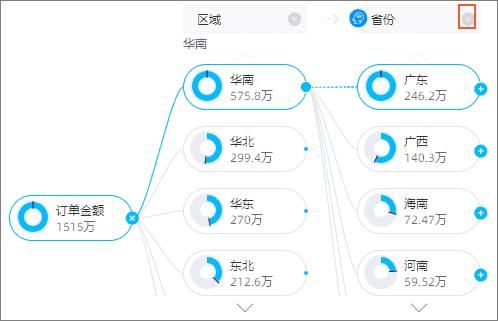 区域
省份
华南
华南
575.8万
华北
299.4万
华东
270万
东北
212.6万
订单金额
1515万
广东
246.2万
广西
140.3万
海南
72.47万
河南
59.52万